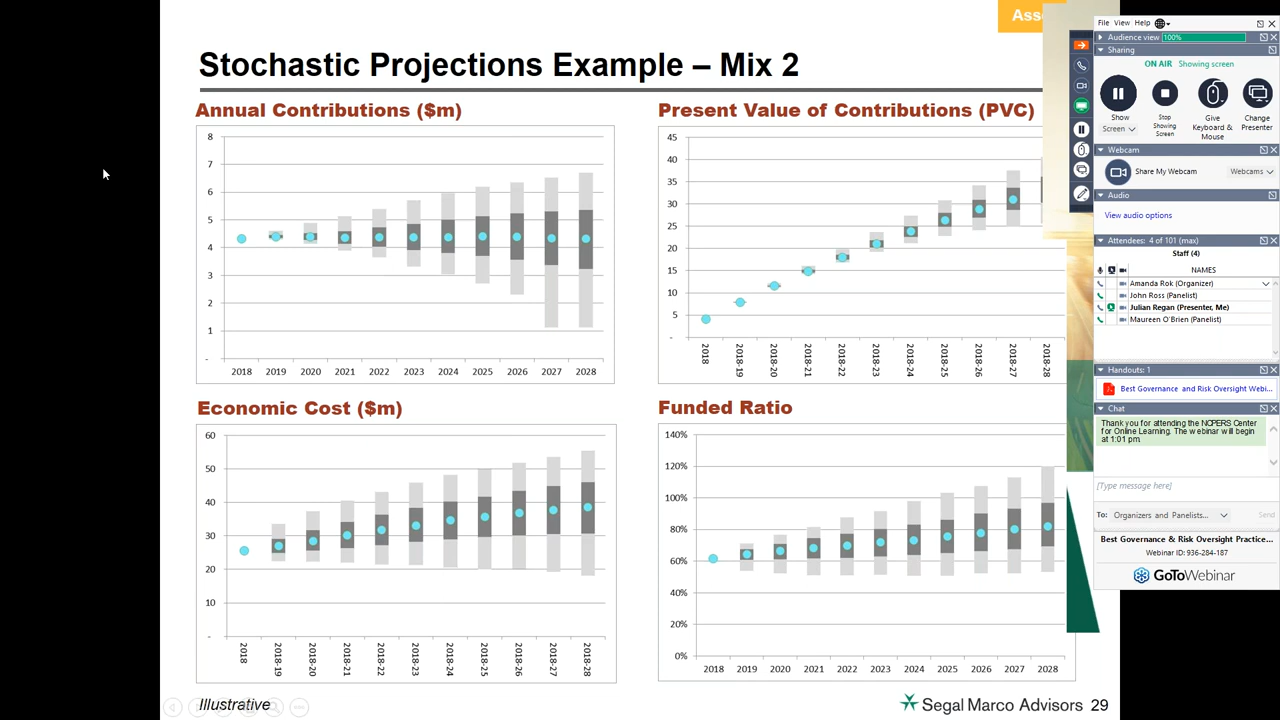 Asse
Stochastic Projections Example – Mix 2
Annual Contributions ($m)
8
7
6
5
4
3
2
1
-
2018 2019 2020 2021 2022 2023 2024 2025 2026 2027 2028
Present Value of Contributions (PVC)
45
40
35
30
25
20
15
10
5
-
2018 2018-19 2018-20 2018-21 2018-22 2018-23 2018-24 2018-25 2018-26 2018-27 2018-28
Economic Cost ($m)
60
50
40
30
20
10
-
2018 2018-19 2018-20 2018-21 2018-22 2018-23 2018-24 2018-25 2018-26 2018-27 2018-28
Funded Ratio
140%
120%
100%
80%
60%
40%
20%
0%
2018 2019 2020 2021 2022 2023 2024 2025 2026 2027 2028
Illustrative
Segal Marco Advisors 29
File View Help
Audience view 100%
Sharing
ON AIR Showing screen
Show
Screen
Stop
Showing
Screen
Give
Keyboard &
Mouse
Change
Presenter
Webcam
Share My Webcam Webcams
Audio
View audio options
Attendees: 4 of 101 (max)
Staff (4)
NAMES
Amanda Rok (Organizer)
John Ross (Panelist)
Julian Regan (Presenter, Me)
Maureen O'Brien (Panelist)
Handouts: 1
Best Governance and Risk Oversight Webi...
Chat
Thank you for attending the NCPERS Center
for Online Learning. The webinar will begin
at 1:01 pm.
[Type message here]
To: Organizers and Panelists... Send
Best Governance & Risk Oversight Practice...
Webinar ID: 936-284-187
GoToWebinar